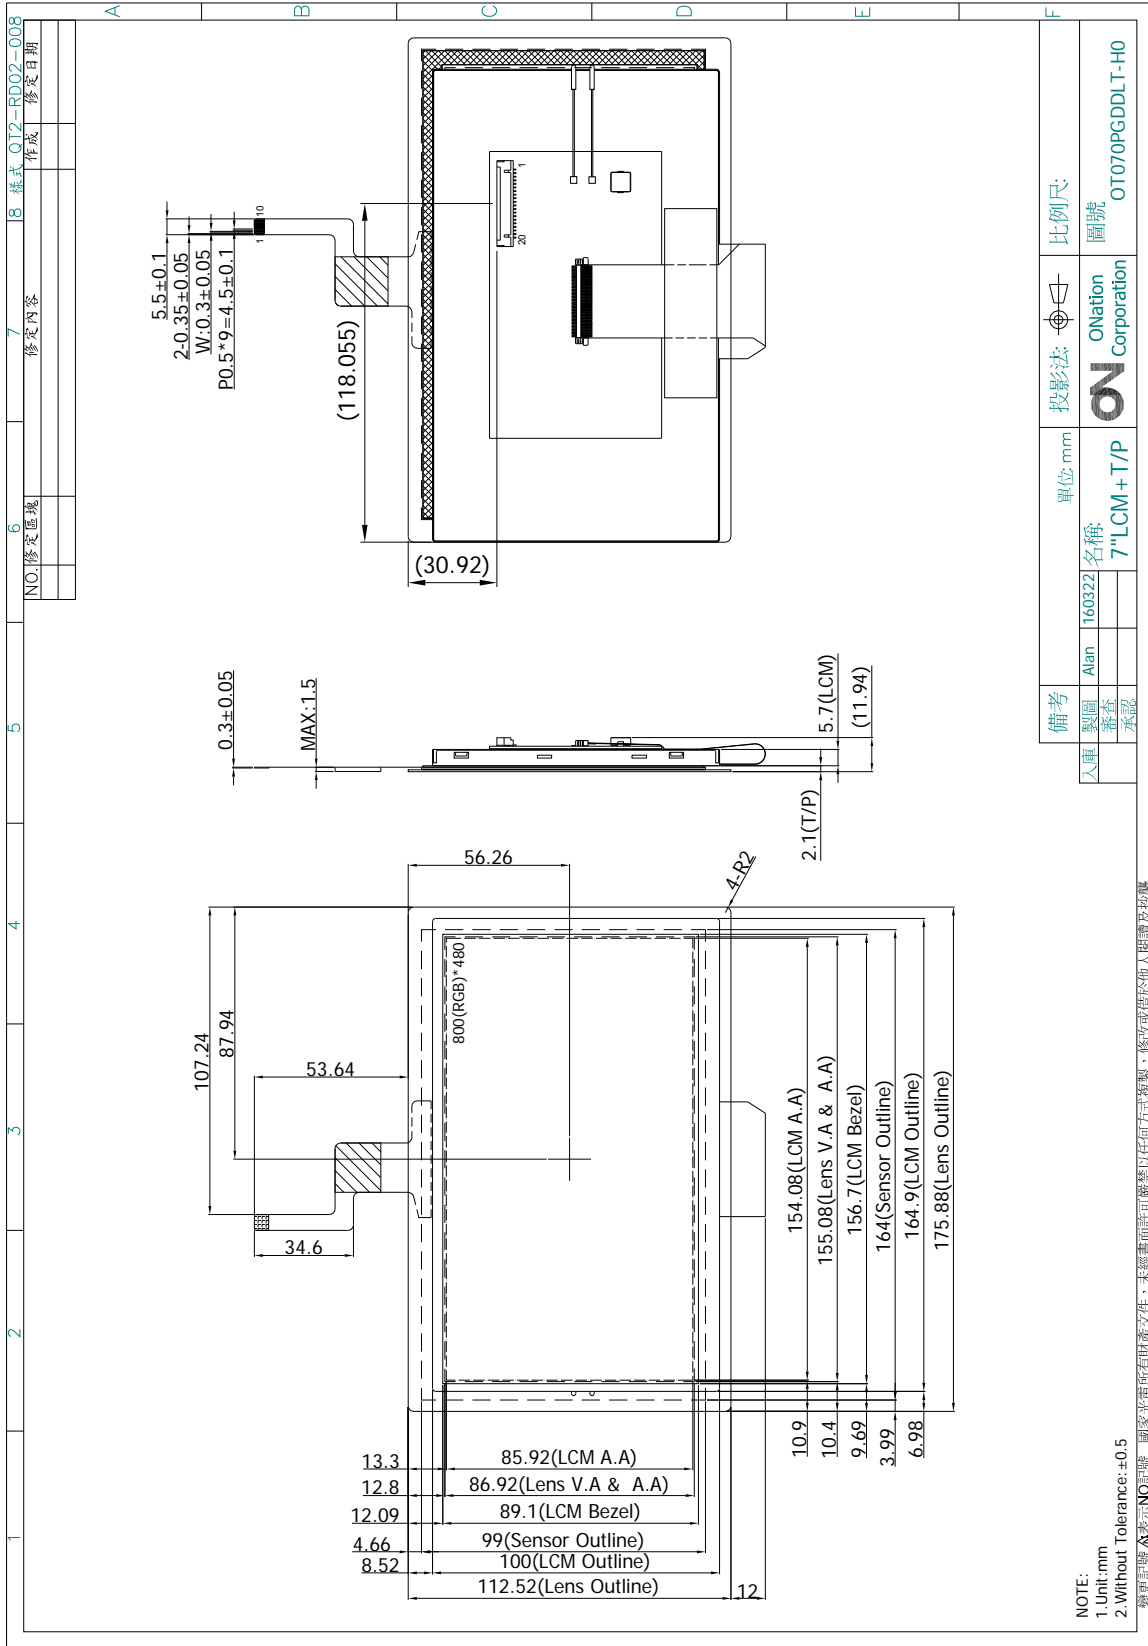 8 樣式 QT2-RD02-008
NO. 修定區塊 修定內容 作成 修定日期
1 2 3 4 5 6 7
A B C D E F
107.24
87.94
53.64
34.6
56.26
4-R2
800(RGB)*480
154.08(LCM A.A)
155.08(Lens V.A & A.A)
156.7(LCM Bezel)
164(Sensor Outline)
164.9(LCM Outline)
175.88(Lens Outline)
10.9
10.4
9.69
3.99
6.98
13.3
85.92(LCM A.A)
12.8
86.92(Lens V.A & A.A)
12.09
89.1(LCM Bezel)
4.66
99(Sensor Outline)
8.52
100(LCM Outline)
112.52(Lens Outline)
12
0.3±0.05
MAX:1.5
5.7(LCM)
(11.94)
2.1(T/P)
5.5±0.1
2-0.35±0.05
W:0.3±0.05
P0.5*9=4.5±0.1
1 10
(118.055)
(30.92)
20 1
NOTE:
1.Unit:mm
2.Without Tolerance:±0.5
備考
單位: mm
投影法:
比例尺:
入庫
製圖 Alan 160322
審查
承認
名稱:
7"LCM+T/P
ON
ONation
Corporation
圖號
OT070PGDDLT-H0